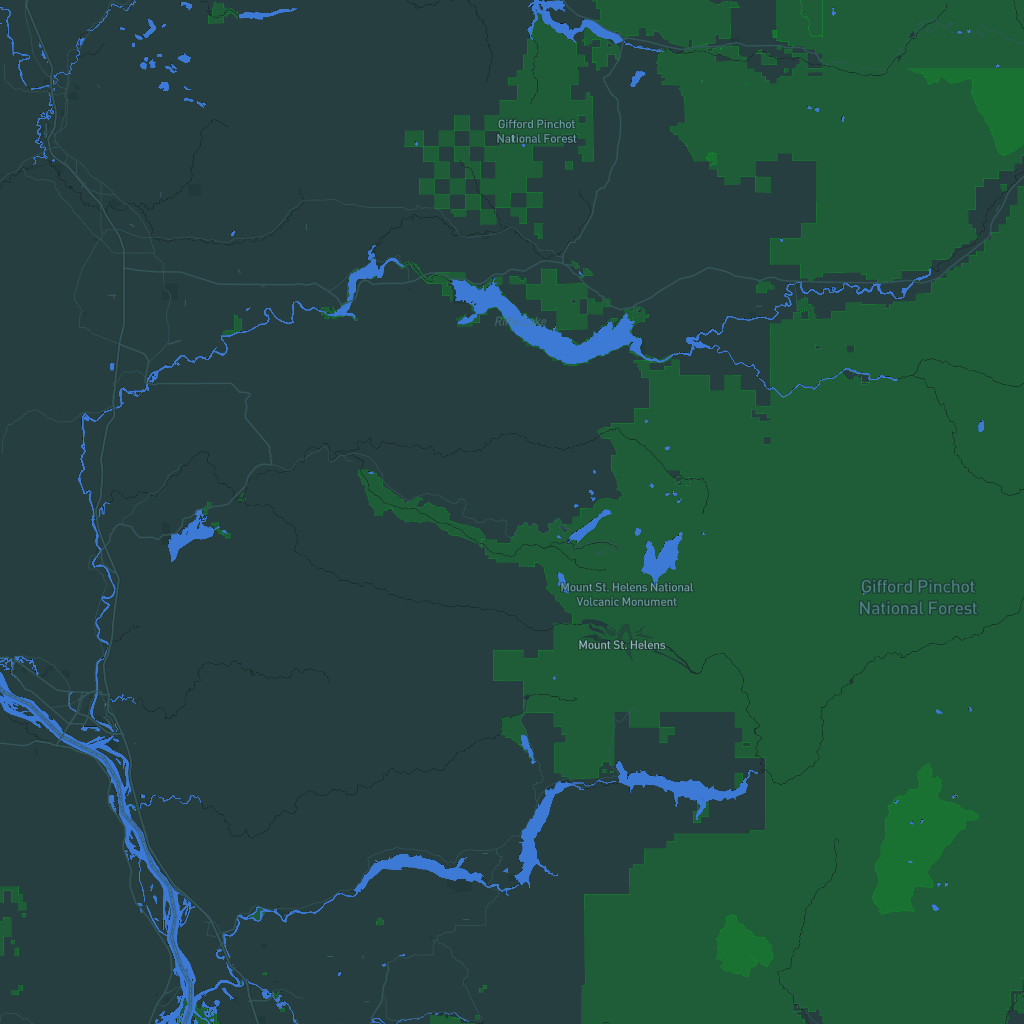 Gifford Pinchot
National Forest
Gifford Pinchot
National Forest
Mount St. Helens National
Volcanic Monument
Mount St. Helens